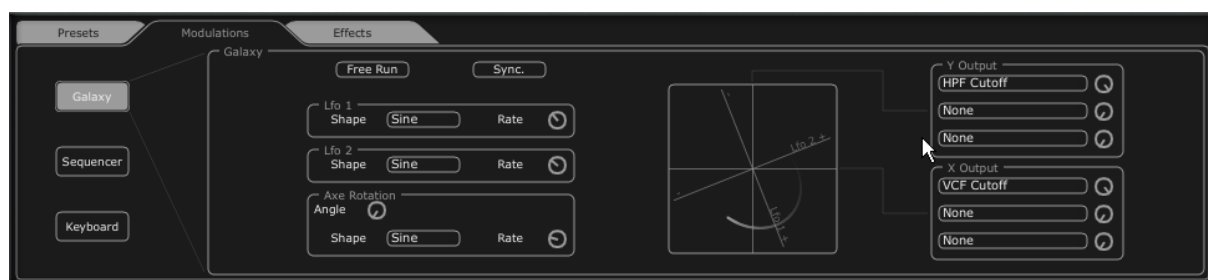 Presets Modulations Effects
Galaxy
Free Run Sync.
Galaxy
Lfo 1
Shape Sine Rate
Lfo 2
Sequencer
Shape Sine Rate
Axe Rotation
Angle
Keyboard
Shape Sine Rate
Lfo 2 +
Lfo 1 +
-
-
Y Output
HPF Cutoff
None
None
X Output
VCF Cutoff
None
None